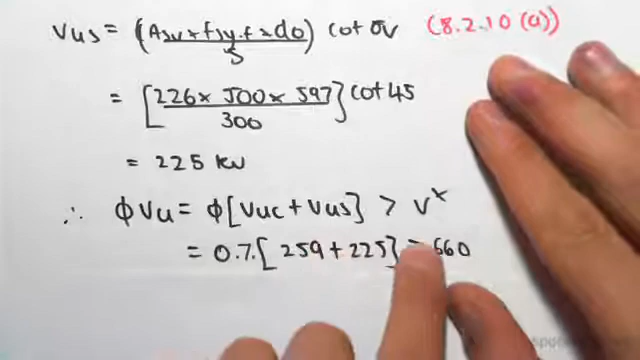 Vus = (Asv × fsy.f × do / s) cot θv (8.2.10 (a))
= [226 × 500 × 597 / 300] cot 45
= 225 kN
∴ ϕVu = ϕ[Vuc + Vus] > V*
= 0.7[259 + 225] 660